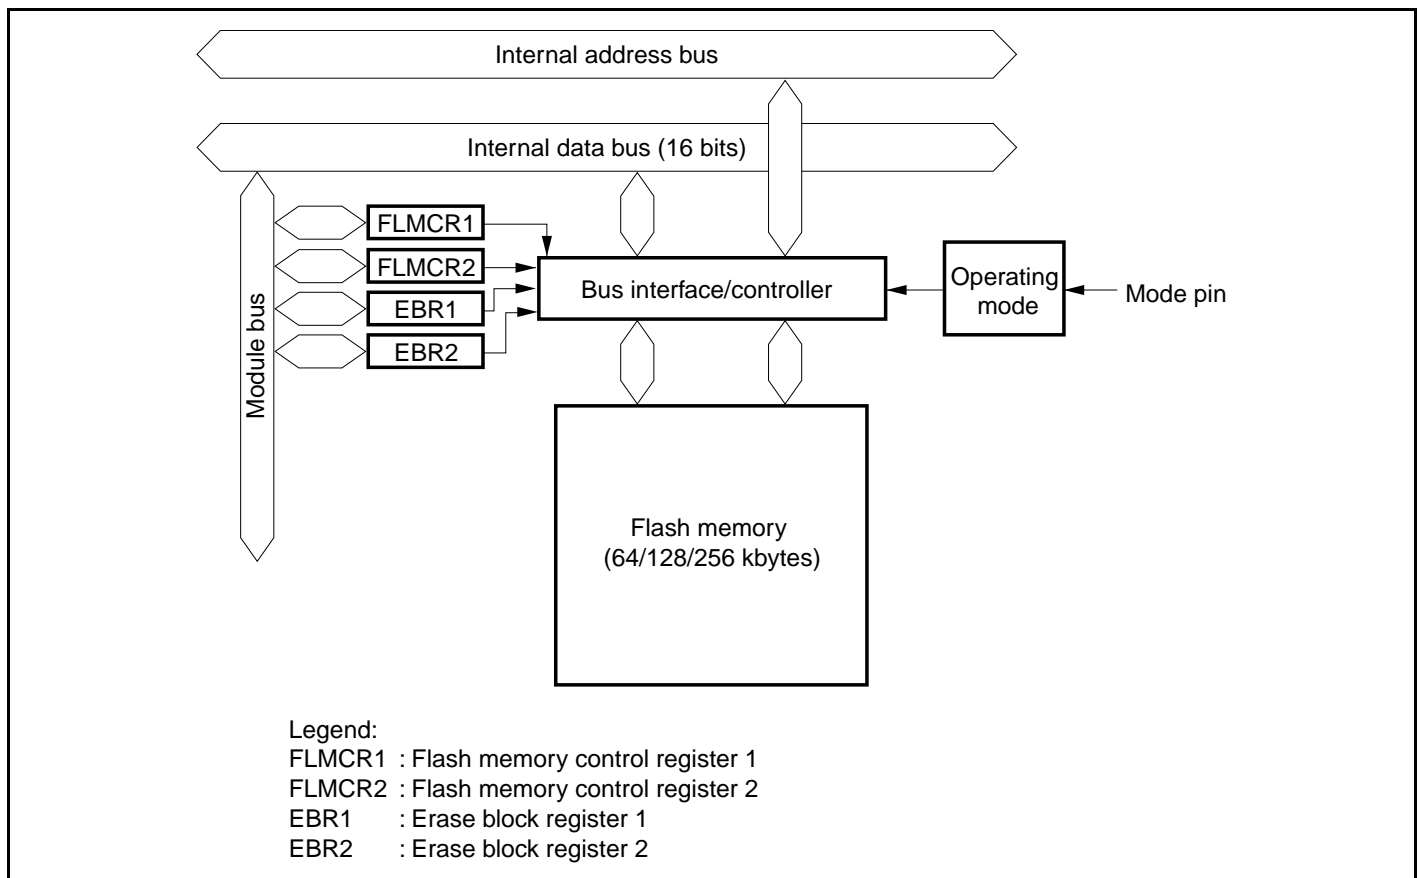 Internal address bus
Internal data bus (16 bits)
FLMCR1
FLMCR2
EBR1
EBR2
Module bus
Bus interface/controller
Operating
mode
Mode pin
Flash memory
(64/128/256 kbytes)
Legend:
FLMCR1 : Flash memory control register 1
FLMCR2 : Flash memory control register 2
EBR1 : Erase block register 1
EBR2 : Erase block register 2